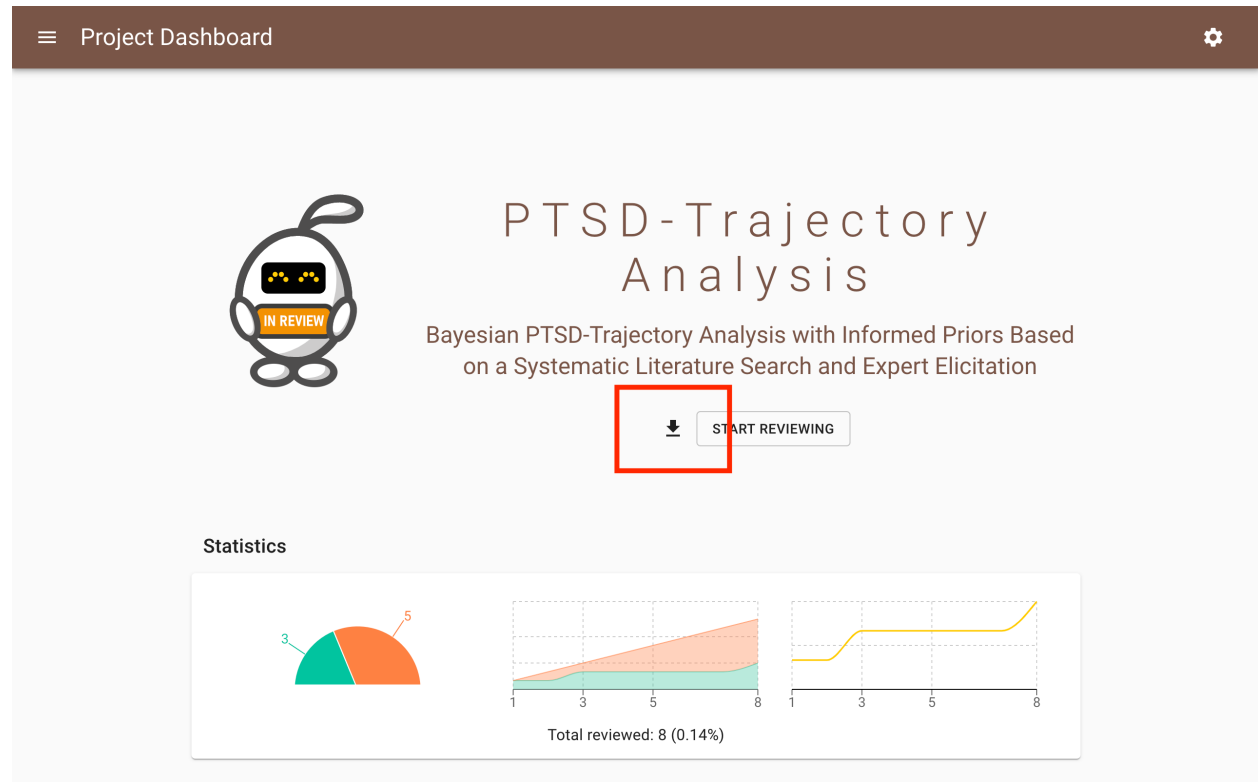 Project Dashboard
IN REVIEW
PTSD-Trajectory
Analysis
Bayesian PTSD-Trajectory Analysis with Informed Priors Based
on a Systematic Literature Search and Expert Elicitation
START REVIEWING
Statistics
3
5
1 3 5 8
1 3 5 8
Total reviewed: 8 (0.14%)